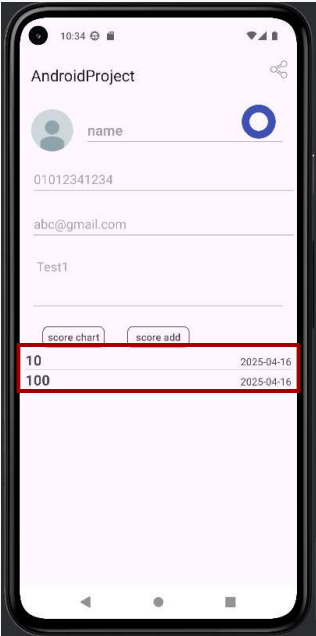 10:34
AndroidProject
name
01012341234
abc@gmail.com
Test1
score chart score add
10 2025-04-16
100 2025-04-16